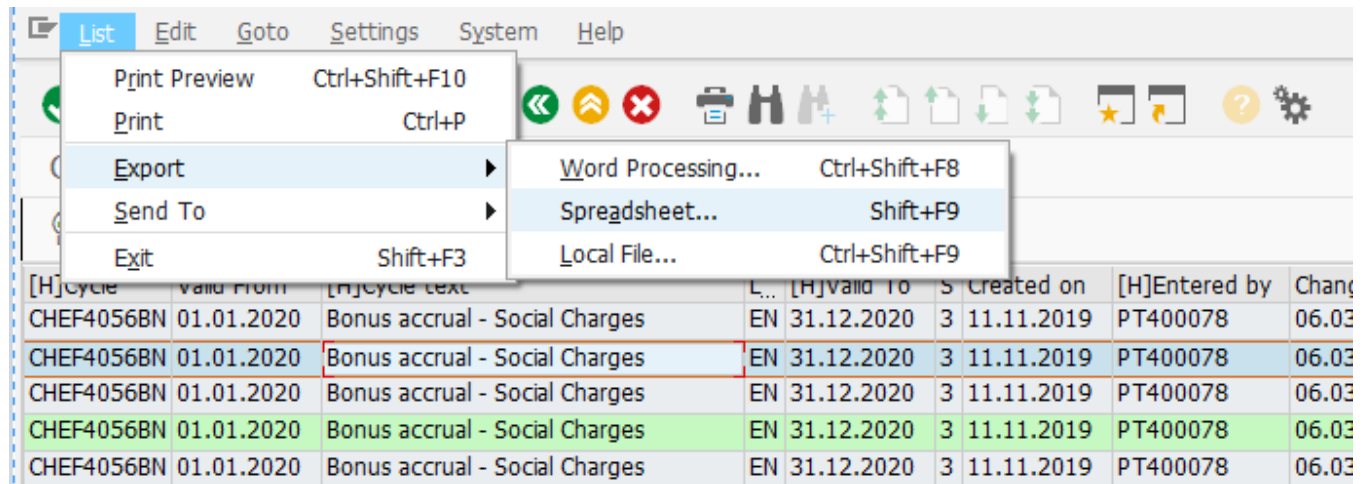 List Edit Goto Settings System Help
Print Preview Ctrl+Shift+F10
Print Ctrl+P
Export
Word Processing... Ctrl+Shift+F8
Send To
Spreadsheet... Shift+F9
Exit Shift+F3
Local File... Ctrl+Shift+F9
[H]Cycle Valid From [H]Cycle text L... [H]Valid To S Created on [H]Entered by Chang
CHEF4056BN 01.01.2020 Bonus accrual - Social Charges EN 31.12.2020 3 11.11.2019 PT400078 06.03
CHEF4056BN 01.01.2020 Bonus accrual - Social Charges EN 31.12.2020 3 11.11.2019 PT400078 06.03
CHEF4056BN 01.01.2020 Bonus accrual - Social Charges EN 31.12.2020 3 11.11.2019 PT400078 06.03
CHEF4056BN 01.01.2020 Bonus accrual - Social Charges EN 31.12.2020 3 11.11.2019 PT400078 06.03
CHEF4056BN 01.01.2020 Bonus accrual - Social Charges EN 31.12.2020 3 11.11.2019 PT400078 06.03